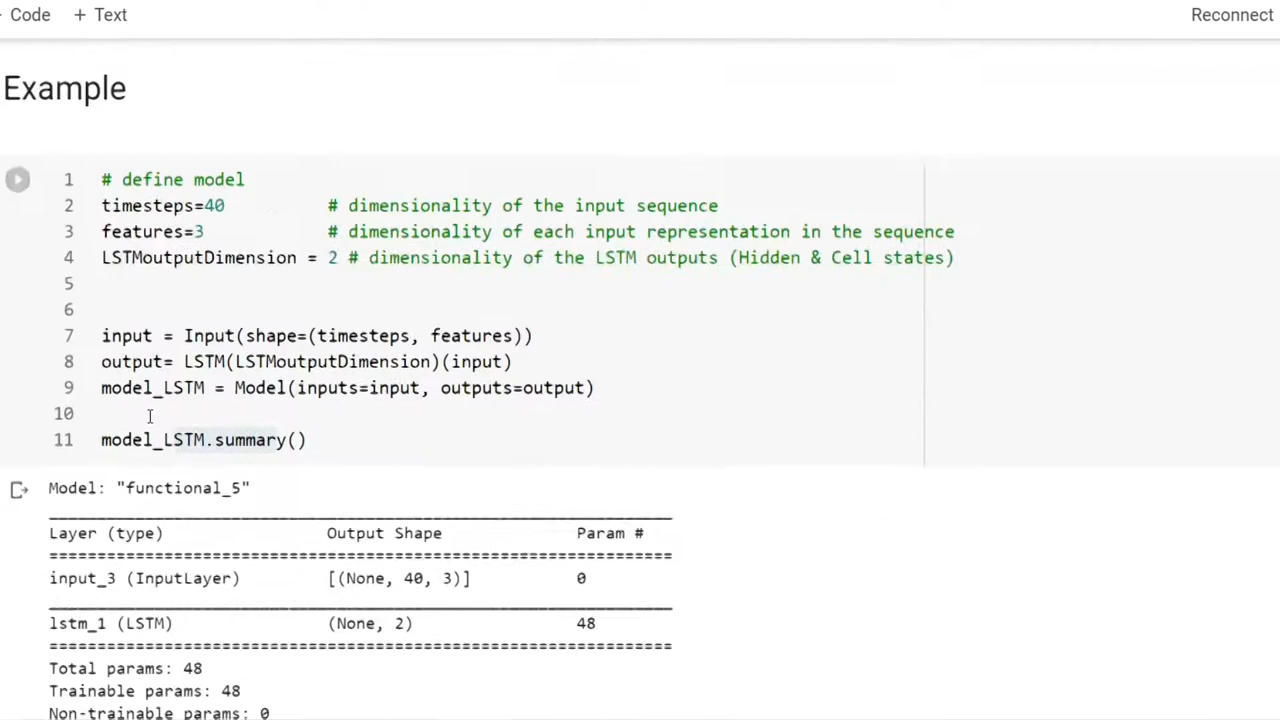 Code + Text Reconnect
Example
1 # define model
2 timesteps=40 # dimensionality of the input sequence
3 features=3 # dimensionality of each input representation in the sequence
4 LSTMoutputDimension = 2 # dimensionality of the LSTM outputs (Hidden & Cell states)
5
6
7 input = Input(shape=(timesteps, features))
8 output= LSTM(LSTMoutputDimension)(input)
9 model_LSTM = Model(inputs=input, outputs=output)
10
11 model_LSTM.summary()
Model: "functional_5"
Layer (type) Output Shape Param #
=================================================================
input_3 (InputLayer) [(None, 40, 3)] 0
lstm_1 (LSTM) (None, 2) 48
=================================================================
Total params: 48
Trainable params: 48
Non-trainable params: 0